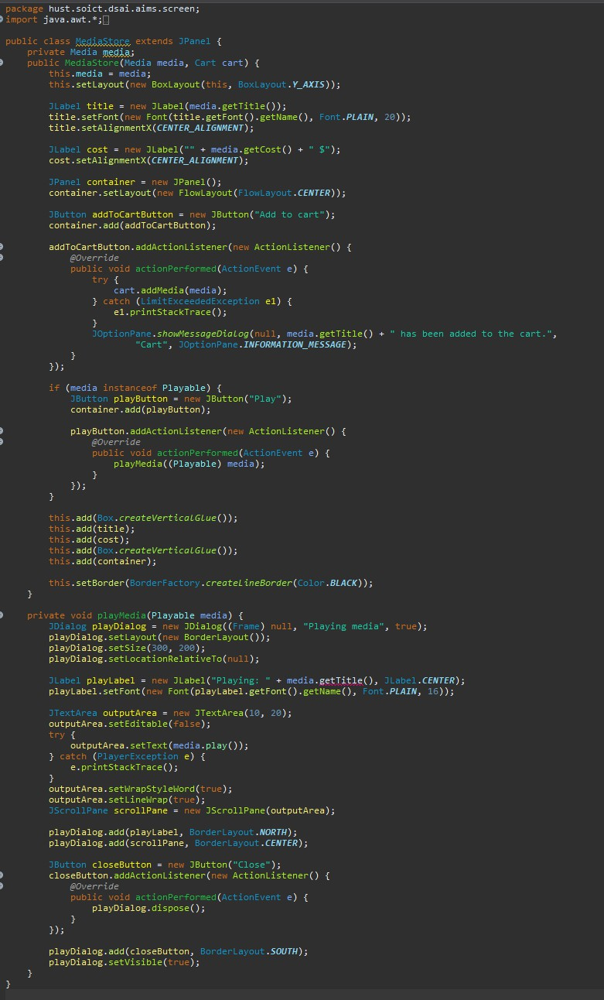 package hust.soict.dsai.aims.screen;
import java.awt.*;
public class MediaStore extends JPanel {
    private Media media;
    public MediaStore(Media media, Cart cart) {
        this.media = media;
        this.setLayout(new BoxLayout(this, BoxLayout.Y_AXIS));

        JLabel title = new JLabel(media.getTitle());
        title.setFont(new Font(title.getFont().getName(), Font.PLAIN, 20));
        title.setAlignmentX(CENTER_ALIGNMENT);

        JLabel cost = new JLabel("" + media.getCost() + " $");
        cost.setAlignmentX(CENTER_ALIGNMENT);

        JPanel container = new JPanel();
        container.setLayout(new FlowLayout(FlowLayout.CENTER));

        JButton addToCartButton = new JButton("Add to cart");
        container.add(addToCartButton);

        addToCartButton.addActionListener(new ActionListener() {
            @Override
            public void actionPerformed(ActionEvent e) {
                try {
                    cart.addMedia(media);
                } catch (LimitExceededException e1) {
                    e1.printStackTrace();
                }
                JOptionPane.showMessageDialog(null, media.getTitle() + " has been added to the cart.",
                        "Cart", JOptionPane.INFORMATION_MESSAGE);
            }
        });

        if (media instanceof Playable) {
            JButton playButton = new JButton("Play");
            container.add(playButton);

            playButton.addActionListener(new ActionListener() {
                @Override
                public void actionPerformed(ActionEvent e) {
                    playMedia((Playable) media);
                }
            });
        }

        this.add(Box.createVerticalGlue());
        this.add(title);
        this.add(cost);
        this.add(Box.createVerticalGlue());
        this.add(container);

        this.setBorder(BorderFactory.createLineBorder(Color.BLACK));
    }

    private void playMedia(Playable media) {
        JDialog playDialog = new JDialog((Frame) null, "Playing media", true);
        playDialog.setLayout(new BorderLayout());
        playDialog.setSize(300, 200);
        playDialog.setLocationRelativeTo(null);

        JLabel playLabel = new JLabel("Playing: " + media.getTitle(), JLabel.CENTER);
        playLabel.setFont(new Font(playLabel.getFont().getName(), Font.PLAIN, 16));

        JTextArea outputArea = new JTextArea(10, 20);
        outputArea.setEditable(false);
        try {
            outputArea.setText(media.play());
        } catch (PlayerException e) {
            e.printStackTrace();
        }
        outputArea.setWrapStyleWord(true);
        outputArea.setLineWrap(true);
        JScrollPane scrollPane = new JScrollPane(outputArea);

        playDialog.add(playLabel, BorderLayout.NORTH);
        playDialog.add(scrollPane, BorderLayout.CENTER);

        JButton closeButton = new JButton("Close");
        closeButton.addActionListener(new ActionListener() {
            @Override
            public void actionPerformed(ActionEvent e) {
                playDialog.dispose();
            }
        });

        playDialog.add(closeButton, BorderLayout.SOUTH);
        playDialog.setVisible(true);
    }
}